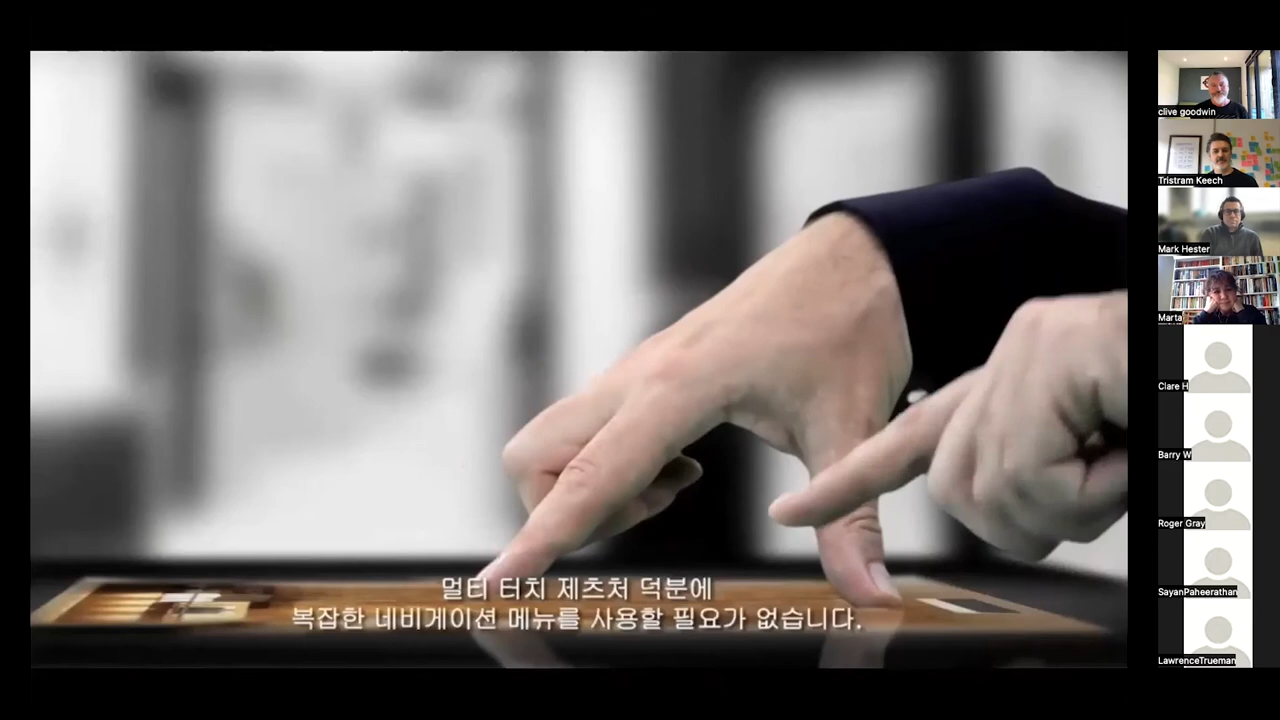 멀티 터치 제츠처 덕분에
복잡한 네비게이션 메뉴를 사용할 필요가 없습니다.
clive goodwin
Tristram Keech
Mark Hester
Marta
Clare H
Barry W
Roger Gray
SayanPaheerathan
LawrenceTrueman